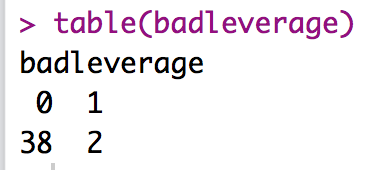 > table(badleverage)
badleverage
 0  1
38  2